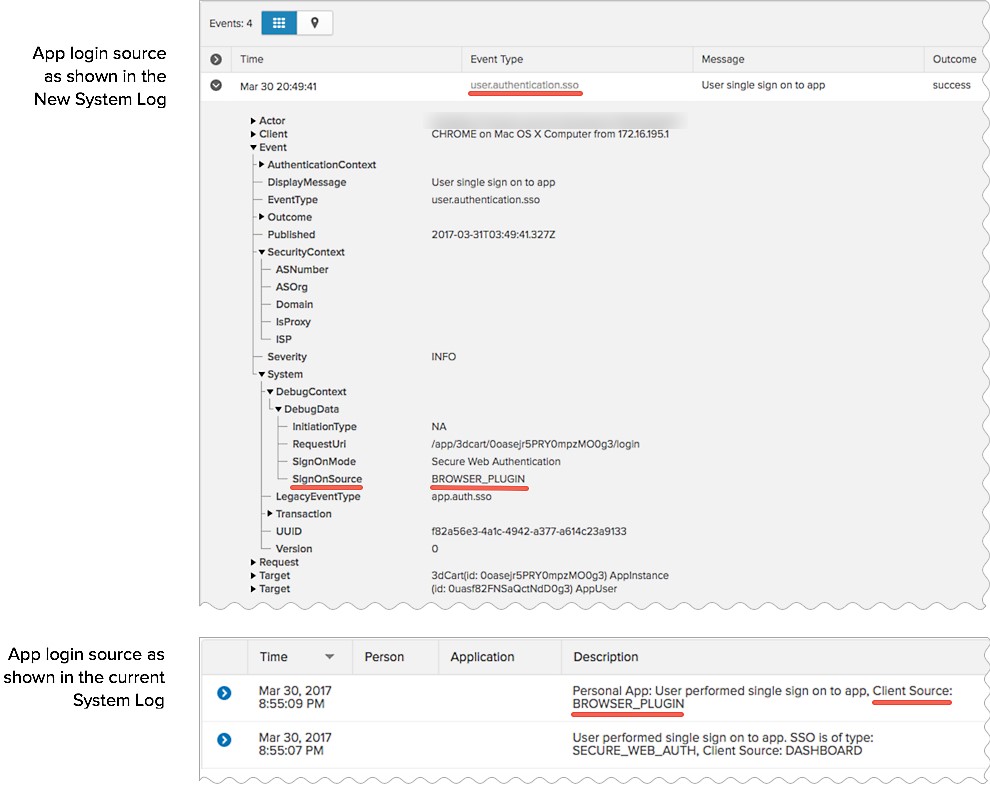 App login source
as shown in the
New System Log
Events: 4
Time Event Type Message Outcome
Mar 30 20:49:41 user.authentication.sso User single sign on to app success
Actor
Client CHROME on Mac OS X Computer from 172.16.195.1
Event
AuthenticationContext
DisplayMessage User single sign on to app
EventType user.authentication.sso
Outcome
Published 2017-03-31T03:49:41.327Z
SecurityContext
ASNumber
ASOrg
Domain
IsProxy
ISP
Severity INFO
System
DebugContext
DebugData
InitiationType NA
RequestUri /app/3dcart/0oasejr5PRY0mpzMO0g3/login
SignOnMode Secure Web Authentication
SignOnSource BROWSER_PLUGIN
LegacyEventType app.auth.sso
Transaction
UUID f82a56e3-4a1c-4942-a377-a614c23a9133
Version 0
Request
Target 3dCart(id: 0oasejr5PRY0mpzMO0g3) AppInstance
Target (id: 0uasf82FNSaQctNdD0g3) AppUser
App login source as
shown in the current
System Log
Time Person Application Description
Mar 30, 2017 Personal App: User performed single sign on to app, Client Source:
8:55:09 PM BROWSER_PLUGIN
Mar 30, 2017 User performed single sign on to app. SSO is of type:
8:55:07 PM SECURE_WEB_AUTH, Client Source: DASHBOARD